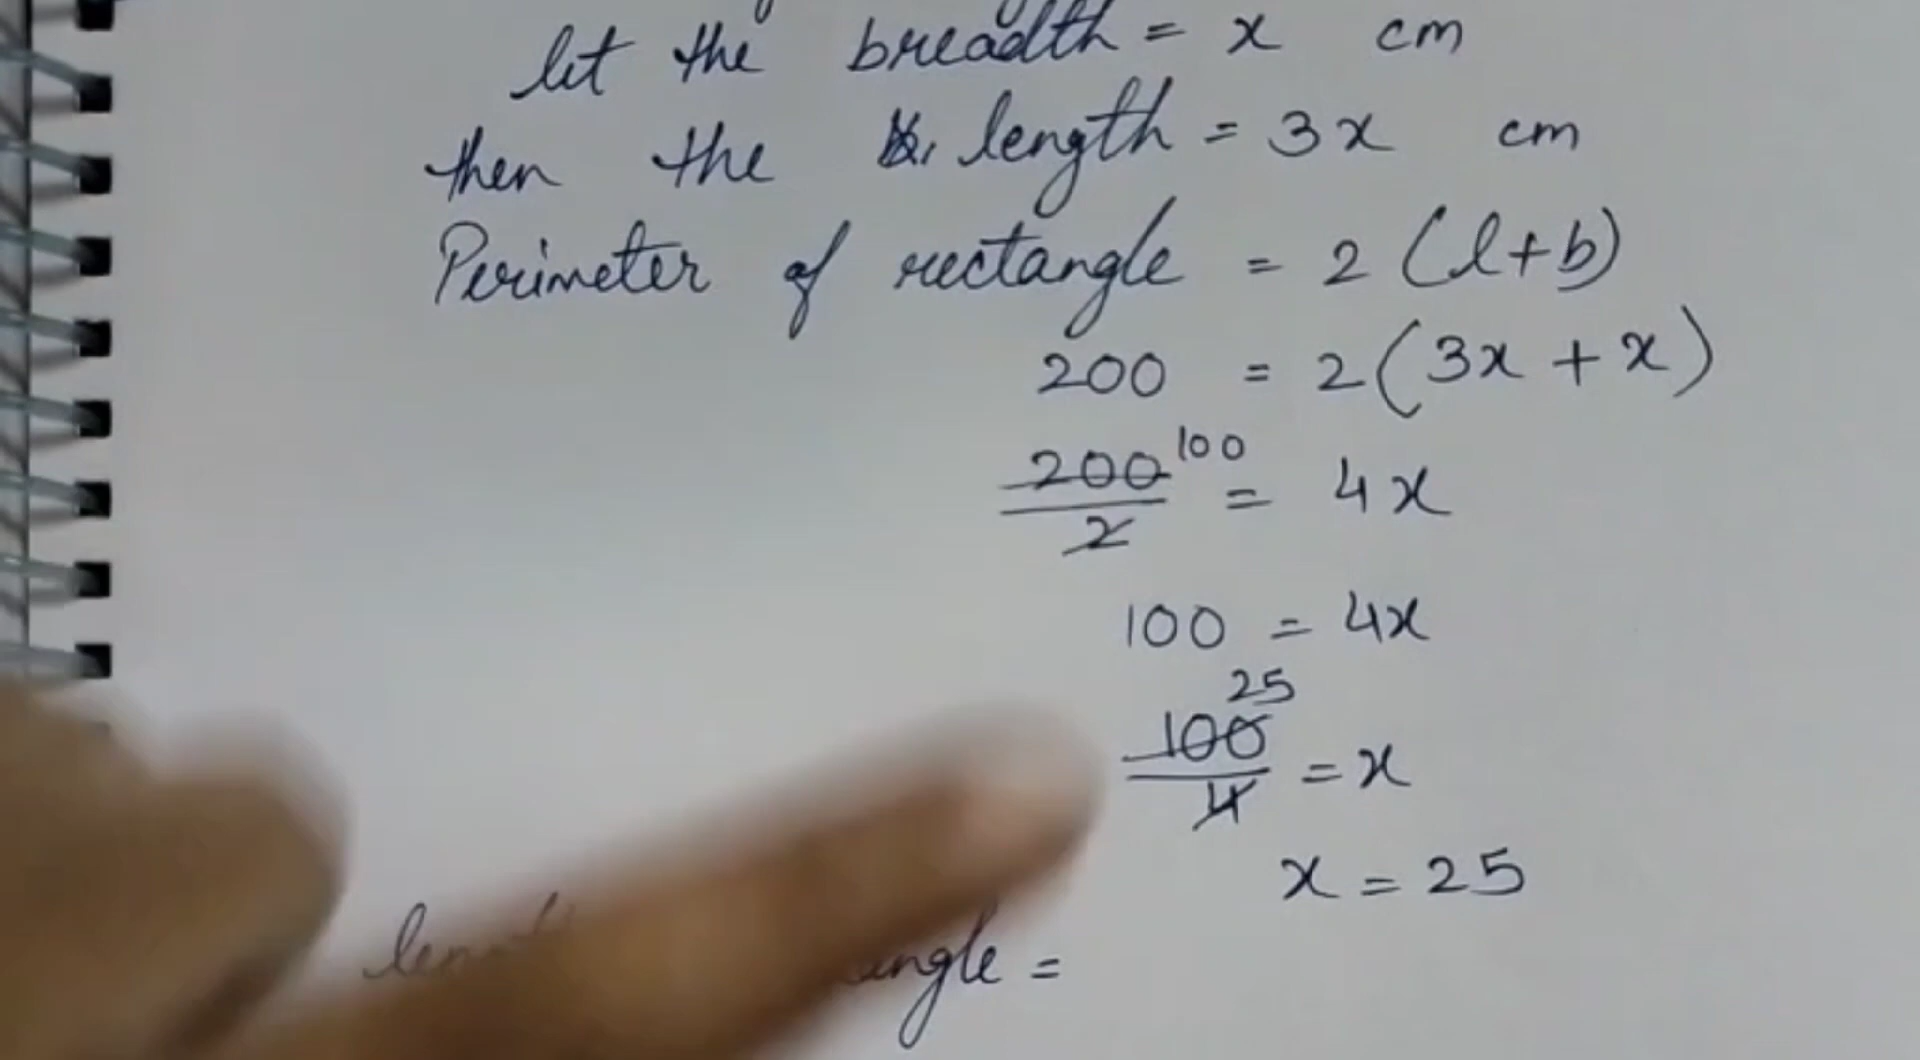 let the breadth = x cm
then the length = 3x cm
Perimeter of rectangle = 2 (l+b)
200 = 2(3x + x)
200/2 100 = 4x
100 = 4x
25
100/4 = x
x = 25
=